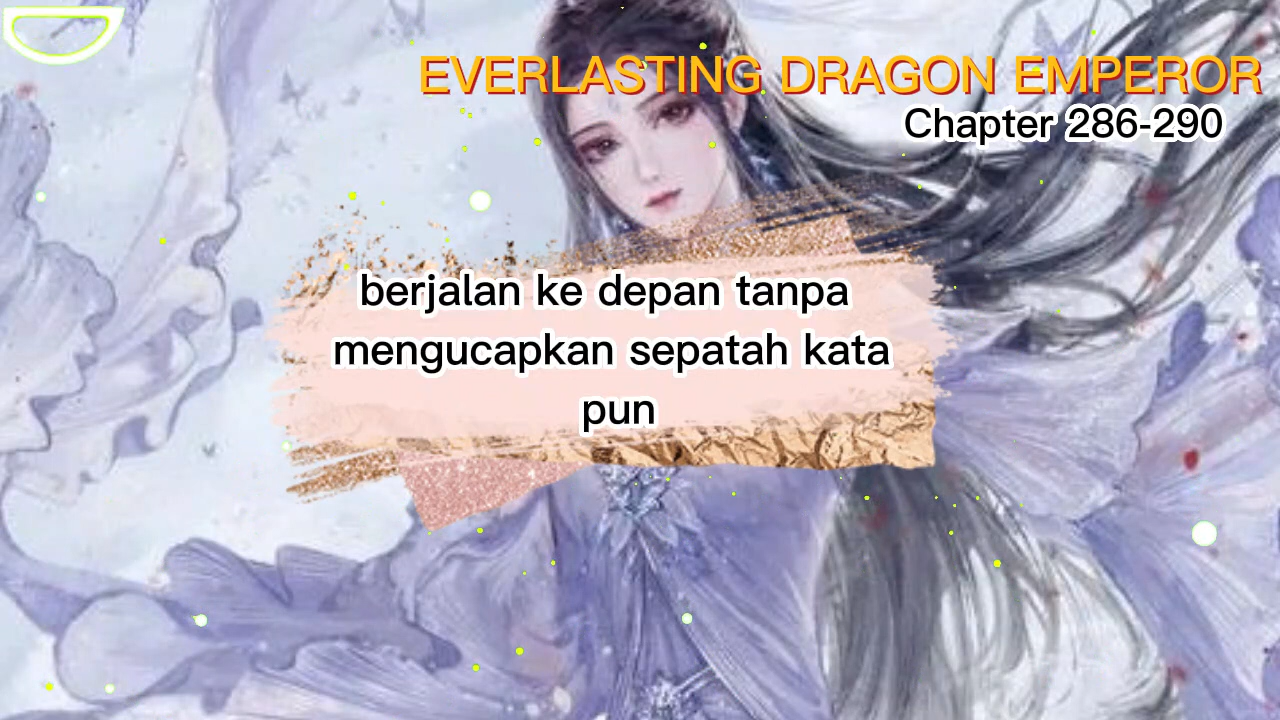 EVERLASTING DRAGON EMPEROR
Chapter 286-290
berjalan ke depan tanpa
mengucapkan sepatah kata
pun